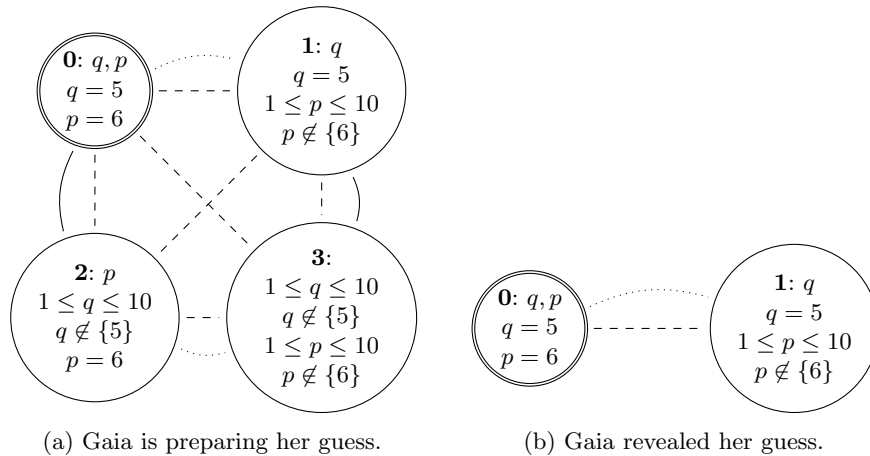 0: q, p
q = 5
p = 6
1: q
q = 5
1 ≤ p ≤ 10
p ∉ {6}
2: p
1 ≤ q ≤ 10
q ∉ {5}
p = 6
3:
1 ≤ q ≤ 10
q ∉ {5}
1 ≤ p ≤ 10
p ∉ {6}
(a) Gaia is preparing her guess.
0: q, p
q = 5
p = 6
1: q
q = 5
1 ≤ p ≤ 10
p ∉ {6}
(b) Gaia revealed her guess.